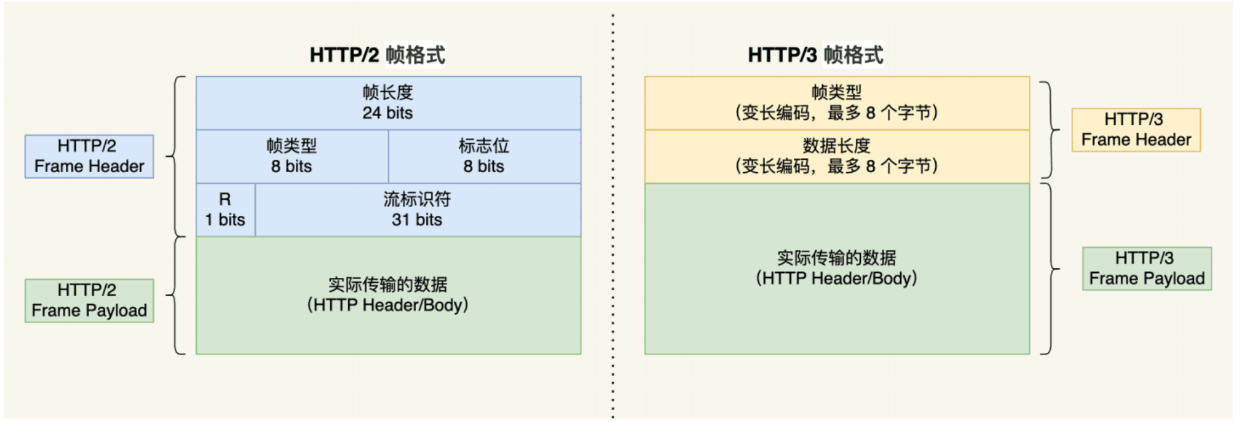 HTTP/2 帧格式
HTTP/2
Frame Header
帧长度
24 bits
帧类型
8 bits
标志位
8 bits
R
1 bits
流标识符
31 bits
HTTP/2
Frame Payload
实际传输的数据
（HTTP Header/Body）
HTTP/3 帧格式
帧类型
（变长编码，最多 8 个字节）
数据长度
（变长编码，最多 8 个字节）
HTTP/3
Frame Header
实际传输的数据
（HTTP Header/Body）
HTTP/3
Frame Payload